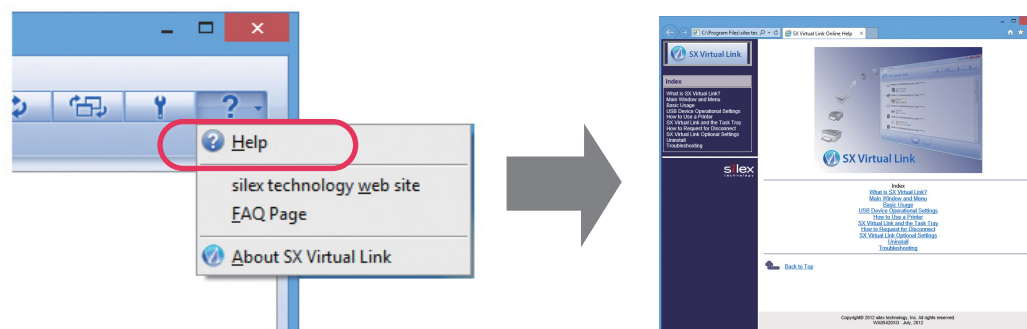 ?
Help
silex technology web site
FAQ Page
About SX Virtual Link
C:\Program Files\silex tec
SX Virtual Link Online Help
SX Virtual Link
Index
What is SX Virtual Link?
Main Window and Menu
Basic Usage
USB Device Operational Settings
How to Use a Printer
SX Virtual Link and the Task Tray
How to Request for Disconnect
SX Virtual Link Optional Settings
Uninstall
Troubleshooting
silex
technology
SX Virtual Link
Index
What is SX Virtual Link?
Main Window and Menu
Basic Usage
USB Device Operational Settings
How to Use a Printer
SX Virtual Link and the Task Tray
How to Request for Disconnect
SX Virtual Link Optional Settings
Uninstall
Troubleshooting
Back to Top
Copyright© 2012 silex technology, Inc. All rights reserved.
July, 2012